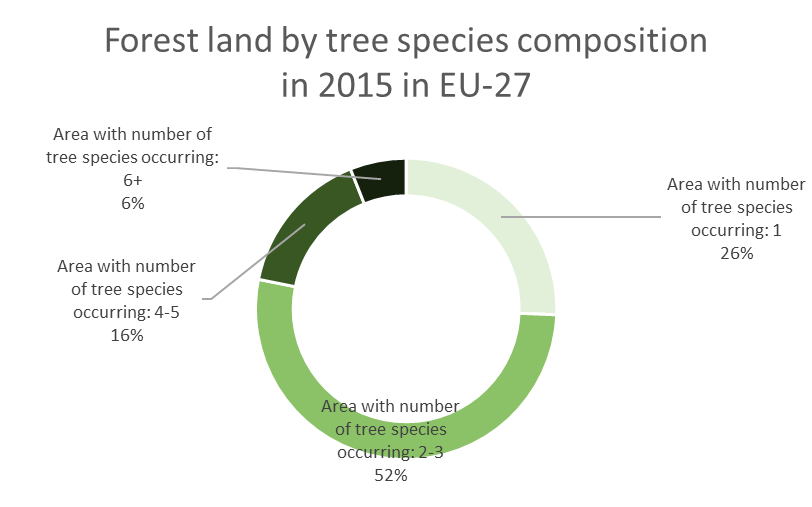 Forest land by tree species composition
in 2015 in EU-27
Area with number of
tree species occurring:
6+
6%
Area with number
of tree species
occurring: 1
26%
Area with number
of tree species
occurring: 4-5
16%
Area with number
of tree species
occurring: 2-3
52%